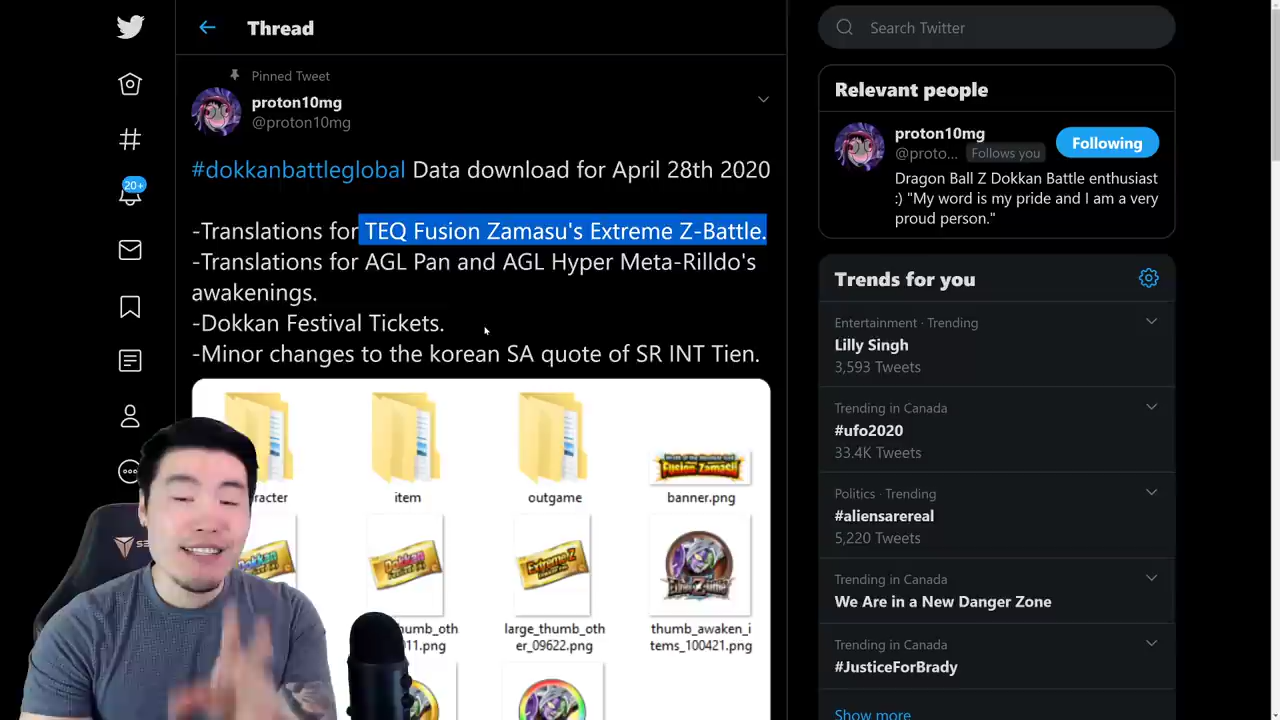 Thread
Search Twitter
Pinned Tweet
proton10mg
@proton10mg
#dokkanbattleglobal Data download for April 28th 2020
-Translations for TEQ Fusion Zamasu's Extreme Z-Battle.
-Translations for AGL Pan and AGL Hyper Meta-Rilldo's
awakenings.
-Dokkan Festival Tickets.
-Minor changes to the korean SA quote of SR INT Tien.
20+
item
outgame
Fusion Zamasu
banner.png
Dokkan
Extreme Z
large_thumb_oth
er_09622.png
thumb_awaken_i
tems_100421.png
Relevant people
proton10mg
@proto... Follows you
Following
Dragon Ball Z Dokkan Battle enthusiast
:) "My word is my pride and I am a very
proud person."
Trends for you
Entertainment · Trending
Lilly Singh
3,593 Tweets
Trending in Canada
#ufo2020
33.4K Tweets
Politics · Trending
#aliensarereal
5,220 Tweets
Trending in Canada
We Are in a New Danger Zone
Trending in Canada
#JusticeForBrady
Show more